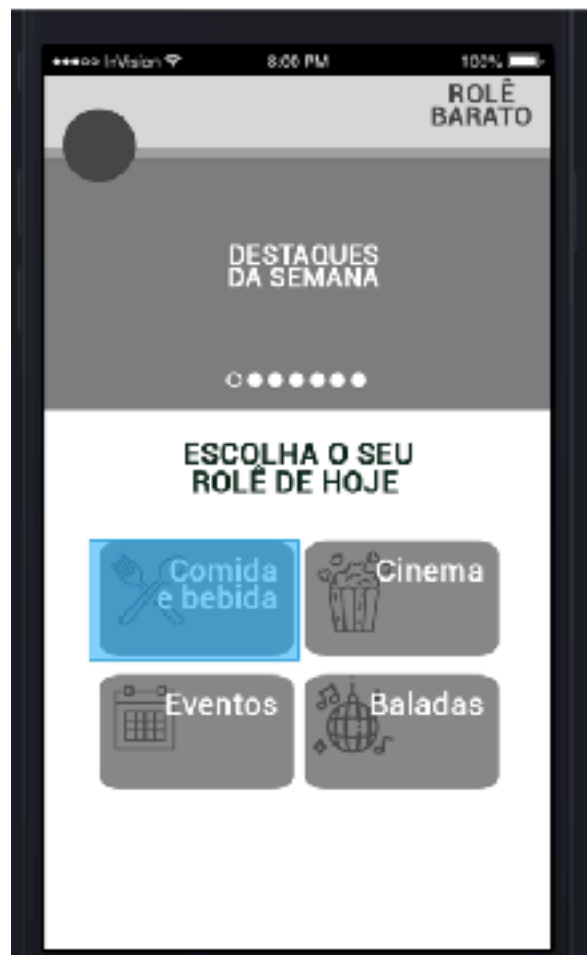 InVision 8:00 PM 100%
ROLÊ
BARATO
DESTAQUES
DA SEMANA
ESCOLHA O SEU
ROLÊ DE HOJE
Comida
e bebida
Cinema
Eventos
Baladas